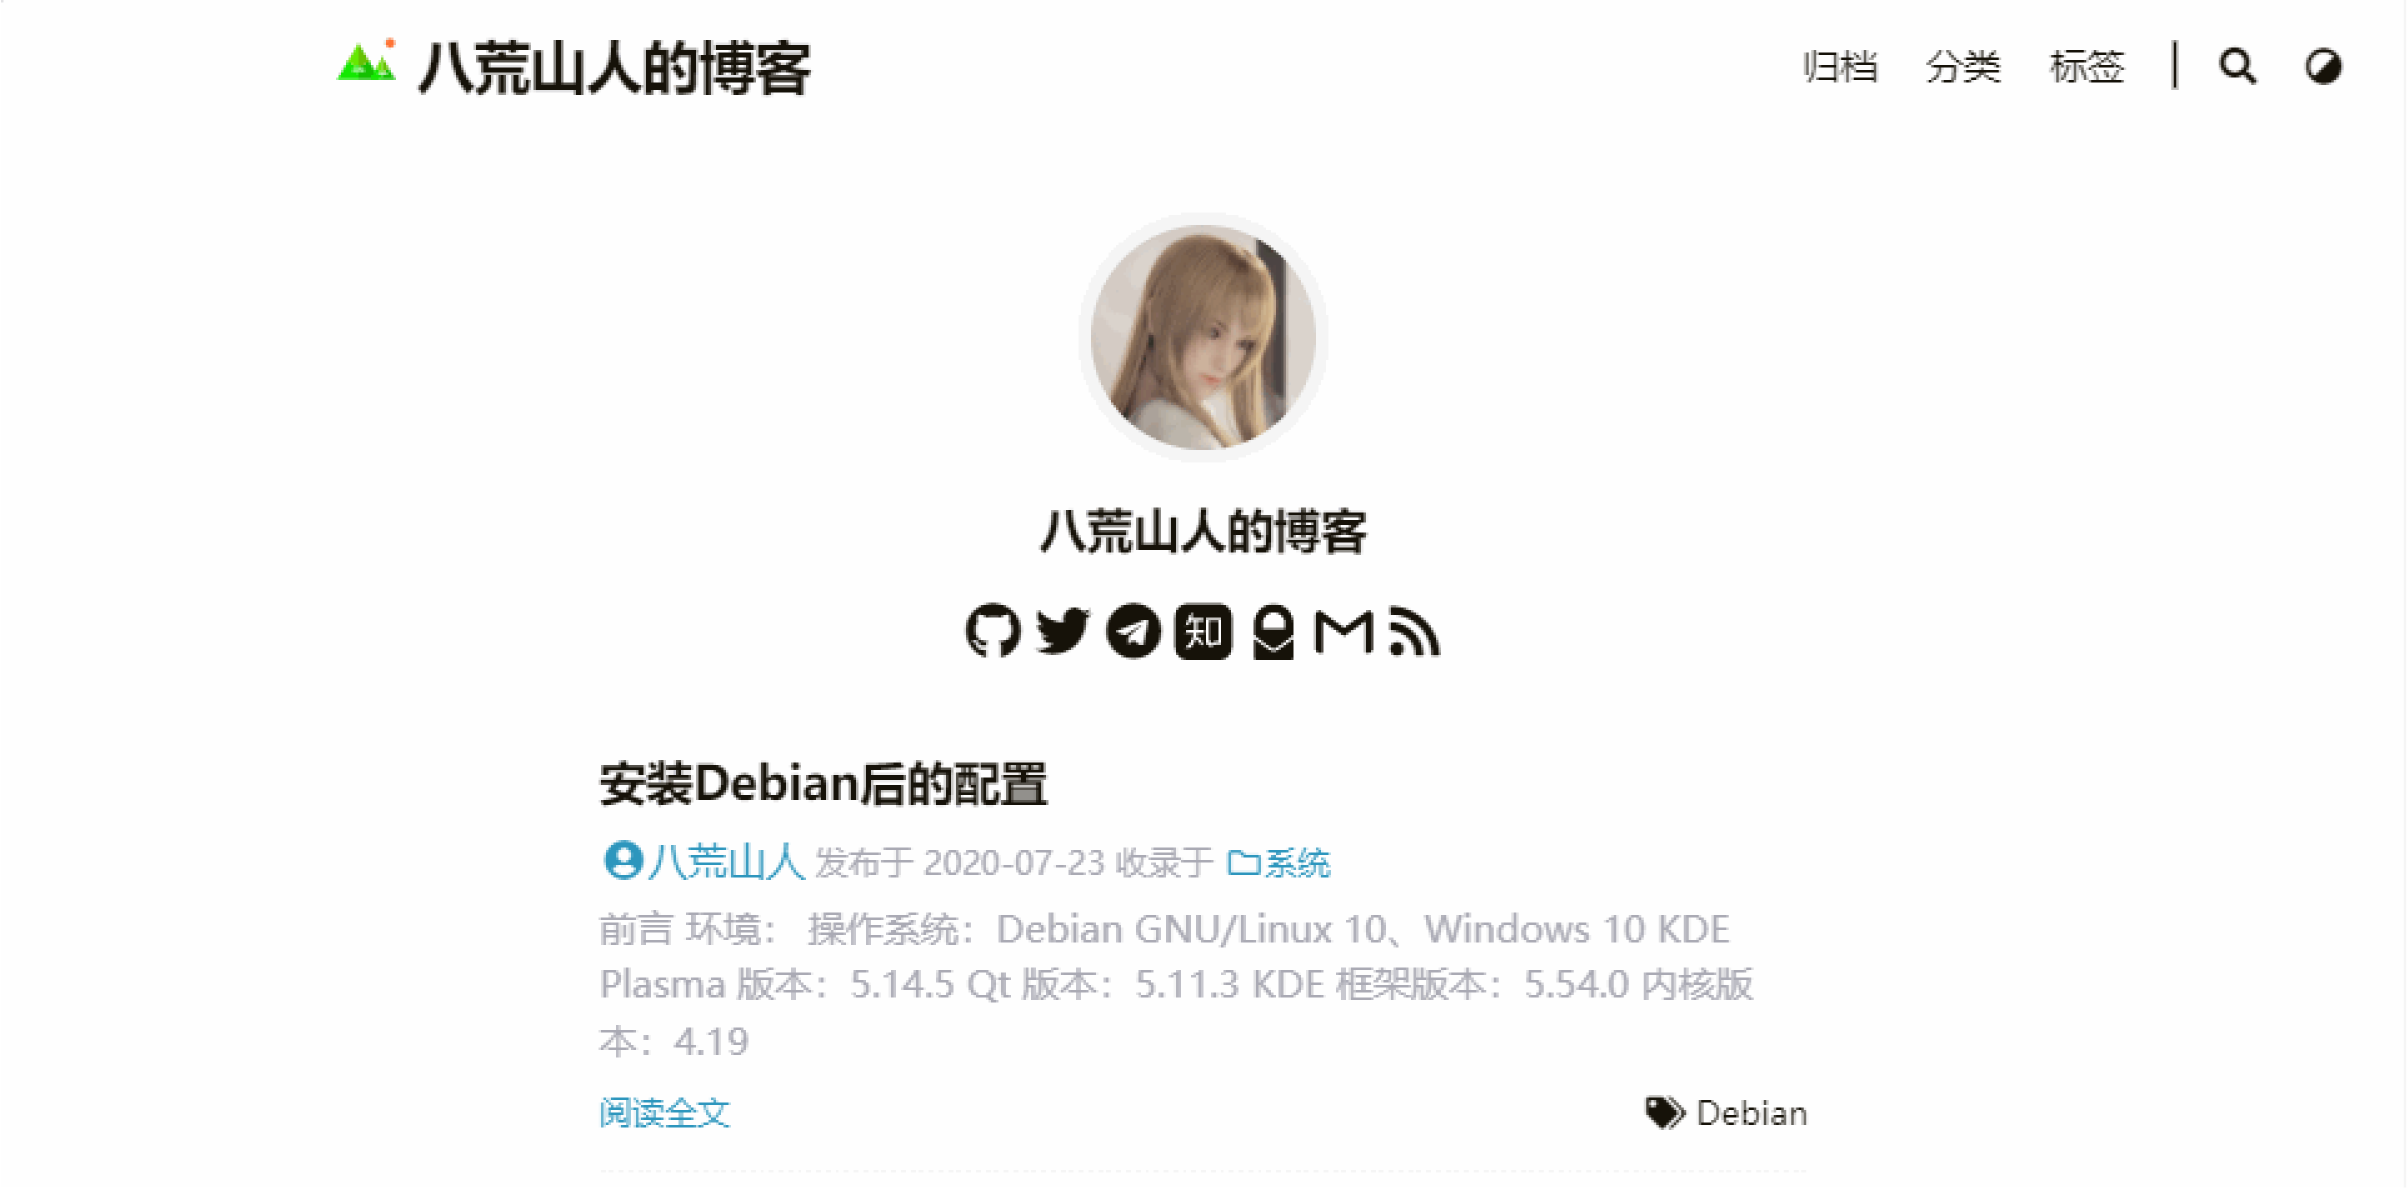 八荒山人的博客 归档 分类 标签
八荒山人的博客
知
安装Debian后的配置
八荒山人 发布于 2020-07-23 收录于 系统
前言 环境： 操作系统：Debian GNU/Linux 10、Windows 10 KDE
Plasma 版本：5.14.5 Qt 版本：5.11.3 KDE 框架版本：5.54.0 内核版
本：4.19
阅读全文 Debian